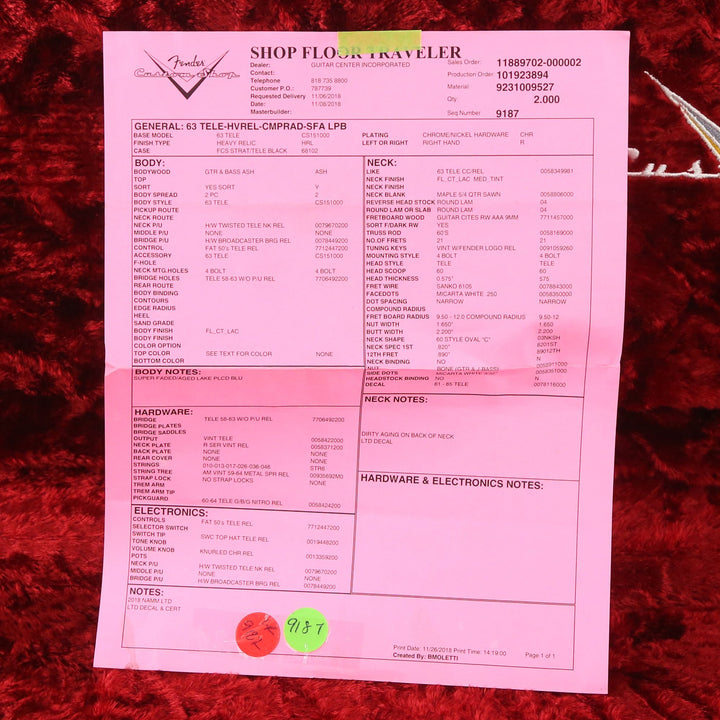 Fender
Custom Shop
SHOP FLOOR TRAVELER
Dealer: GUITAR CENTER INCORPORATED
Contact:
Telephone 818 735 8800
Customer P.O.: 787739
Requested Delivery 11/06/2018
Date: 11/08/2018
Masterbuilder:
Sales Order: 11889702-000002
Production Order: 101923894
Material: 9231009527
Qty: 2.000
Seq Number 9187
GENERAL: 63 TELE-HVREL-CMPRAD-SFA LPB
BASE MODEL 63 TELE CS151000 PLATING CHROME/NICKEL HARDWARE CHR
FINISH TYPE HEAVY RELIC HRL LEFT OR RIGHT RIGHT HAND R
CASE FCS STRAT/TELE BLACK 68102
BODY:
BODYWOOD GTR & BASS ASH ASH
TOP
SORT YES SORT Y
BODY SPREAD 2 PC 2
BODY STYLE 63 TELE CS151000
PICKUP ROUTE
NECK ROUTE
NECK P/U H/W TWISTED TELE NK REL 0079670200
MIDDLE P/U NONE NONE
BRIDGE P/U H/W BROADCASTER BRG REL 0078449200
CONTROL FAT 50's TELE REL 7712447200
ACCESSORY 63 TELE CS151000
F-HOLE
NECK MTG HOLES 4 BOLT 4 BOLT
BRIDGE HOLES TELE 58-63 W/O P/U REL 7706492200
REAR ROUTE
BODY BINDING
CONTOURS
EDGE RADIUS
HEEL
SAND GRADE
BODY FINISH FL_CT_LAC
BODY FINISH
COLOR OPTION
TOP COLOR SEE TEXT FOR COLOR NONE
BOTTOM COLOR
BODY NOTES:
SUPER FADED/AGED LAKE PLCD BLU
HARDWARE:
BRIDGE TELE 58-63 W/O P/U REL 7706492200
BRIDGE PLATES
BRIDGE SADDLES
OUTPUT VINT TELE 0058422000
NECK PLATE R SER VINT REL 0058371200
BACK PLATE NONE NONE
REAR COVER NONE NONE
STRINGS 010-013-017-026-036-046 STR6
STRING TREE AM VINT 59-64 METAL SPR REL 00935692M0
STRAP LOCK NO STRAP LOCKS NONE
TREM ARM
TREM ARM TIP
PICKGUARD 60-64 TELE G/B/G NITRO REL 0058424200
ELECTRONICS:
CONTROLS FAT 50's TELE REL 7712447200
SELECTOR SWITCH
SWITCH TIP SWC TOP HAT TELE REL 0019448200
TONE KNOB
VOLUME KNOB KNURLED CHR REL 0013359200
POTS
NECK P/U H/W TWISTED TELE NK REL 0079670200
MIDDLE P/U NONE NONE
BRIDGE P/U H/W BROADCASTER BRG REL 0078449200
NECK:
LIKE 63 TELE CC/REL 0058349981
NECK FINISH FL_CT_LAC. MED_TINT
NECK FINISH
NECK BLANK MAPLE 5/4 QTR SAWN 0058806000
REVERSE HEAD STOCK ROUND LAM .04
ROUND LAM OR SLAB ROUND LAM .04
FRETBOARD WOOD GUITAR CITES RW AAA 9MM 7711457000
SORT F/DARK RW YES
TRUSS ROD 60'S 0058169000
NO.OF FRETS 21 21
TUNING KEYS VINT W/FENDER LOGO REL 0091059260
MOUNTING STYLE 4 BOLT 4 BOLT
HEAD STYLE TELE TELE
HEAD SCOOP 60 60
HEAD THICKNESS 0.575" 575
FRET WIRE SANKO 6105 0078843000
FACEDOTS MICARTA WHITE .250 0058350000
DOT SPACING NARROW NARROW
COMPOUND RADIUS
FRET BOARD RADIUS 9.50 -12.0 COMPOUND RADIUS 9.50-12
NUT WIDTH 1.650" 1.650
BUTT WIDTH 2.200" 2.200
NECK SHAPE 60 STYLE OVAL "C" 02NKSH
NECK SPEC 1ST .820" 8201ST
12TH FRET .890" 89012TH
NECK BINDING NO N
NUT BONE (GTR & J BASS) 0058911000
SIDE DOTS MICARTA WHITE
HEADSTOCK BINDING NO N
DECAL 61 - 65 TELE 0078116000
NECK NOTES:
DIRTY AGING ON BACK OF NECK
LTD DECAL
HARDWARE & ELECTRONICS NOTES:
NOTES:
2018 NAMM LTD
LTD DECAL & CERT
9187
Print Date: 11/26/2018 Print Time: 14:19:00
Created By: BMOLETTI
Page 1 of 1